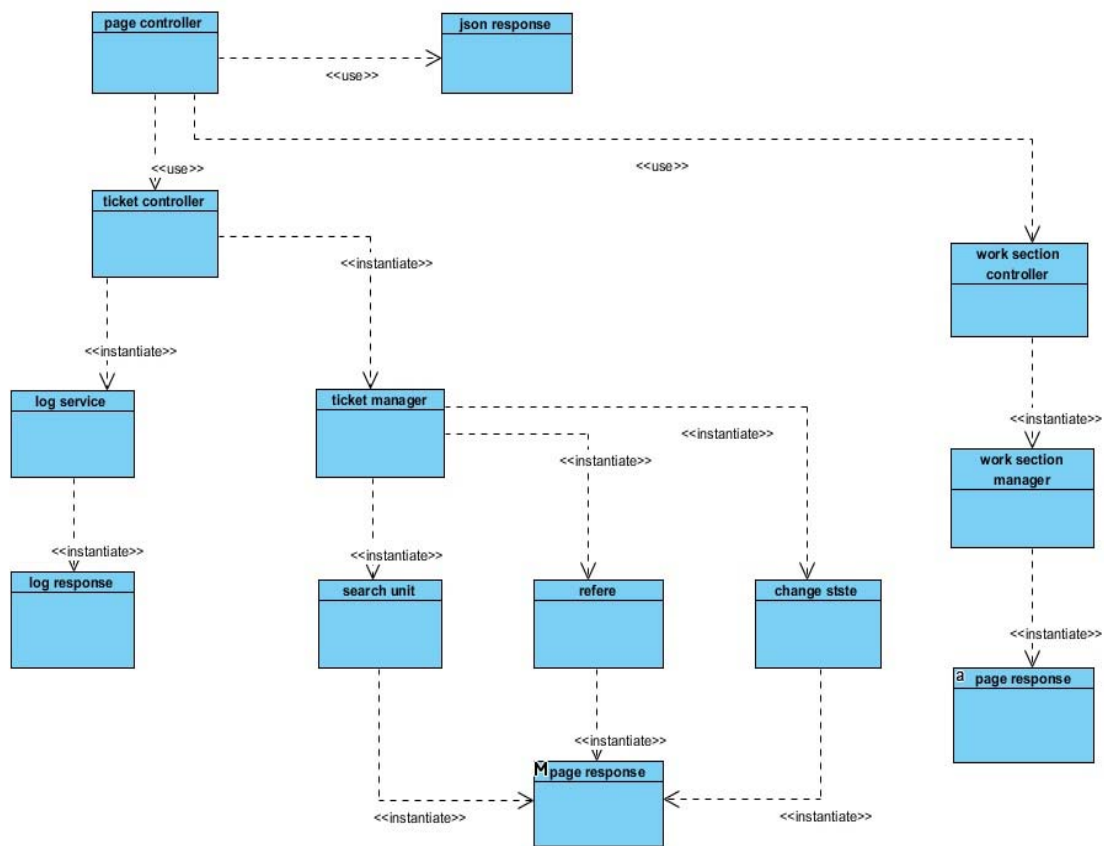 page controller
json response
<<use>>
<<use>>
<<use>>
ticket controller
<<instantiate>>
work section
controller
<<instantiate>>
log service
ticket manager
<<instantiate>>
<<instantiate>>
<<instantiate>>
work section
manager
<<instantiate>>
<<instantiate>>
log response
search unit
refere
change stste
<<instantiate>>
a page response
<<instantiate>>
M page response
<<instantiate>>
<<instantiate>>